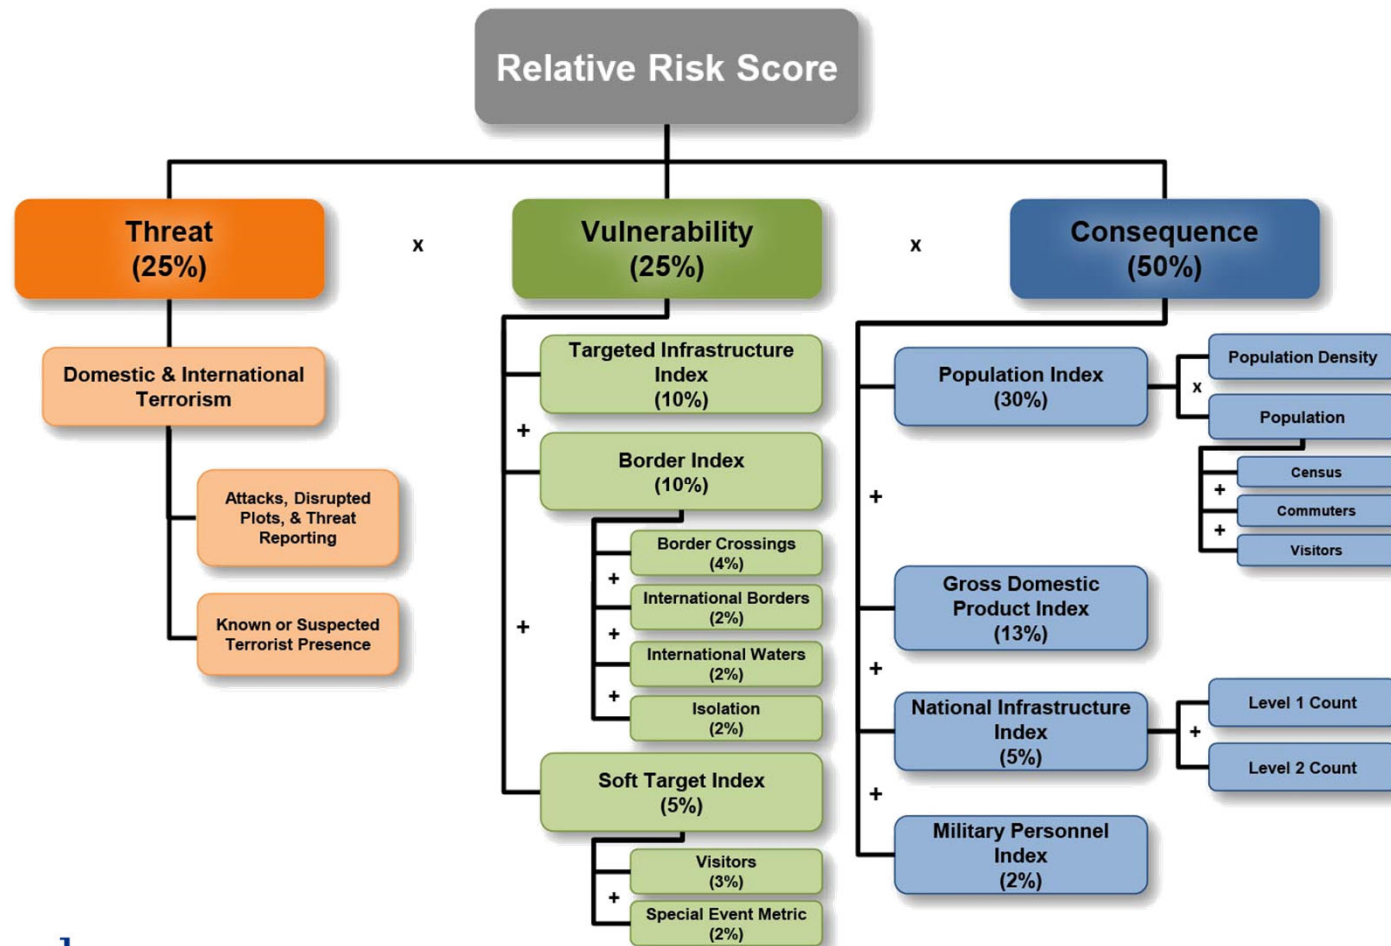 Relative Risk Score
Threat
(25%)
x
Vulnerability
(25%)
x
Consequence
(50%)
Domestic & International
Terrorism
Attacks, Disrupted
Plots, & Threat
Reporting
Known or Suspected
Terrorist Presence
Targeted Infrastructure
Index
(10%)
+
Border Index
(10%)
Border Crossings
(4%)
+
International Borders
(2%)
+
International Waters
(2%)
+
Isolation
(2%)
+
Soft Target Index
(5%)
Visitors
(3%)
+
Special Event Metric
(2%)
Population Index
(30%)
Population Density
x
Population
Census
+
Commuters
+
Visitors
+
Gross Domestic
Product Index
(13%)
+
National Infrastructure
Index
(5%)
Level 1 Count
+
Level 2 Count
+
Military Personnel
Index
(2%)